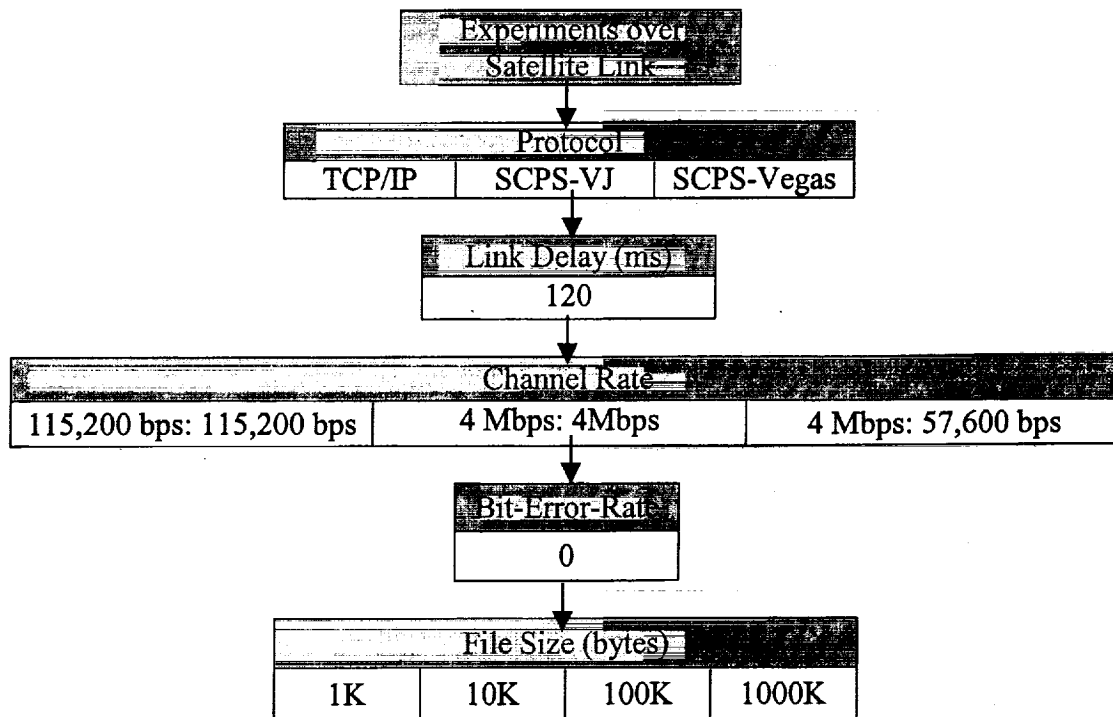 Experiments over
Satellite Link
Protocol
TCP/IP SCPS-VJ SCPS-Vegas
Link Delay (ms)
120
Channel Rate
115,200 bps: 115,200 bps 4 Mbps: 4Mbps 4 Mbps: 57,600 bps
Bit-Error-Rate
0
File Size (bytes)
1K 10K 100K 1000K